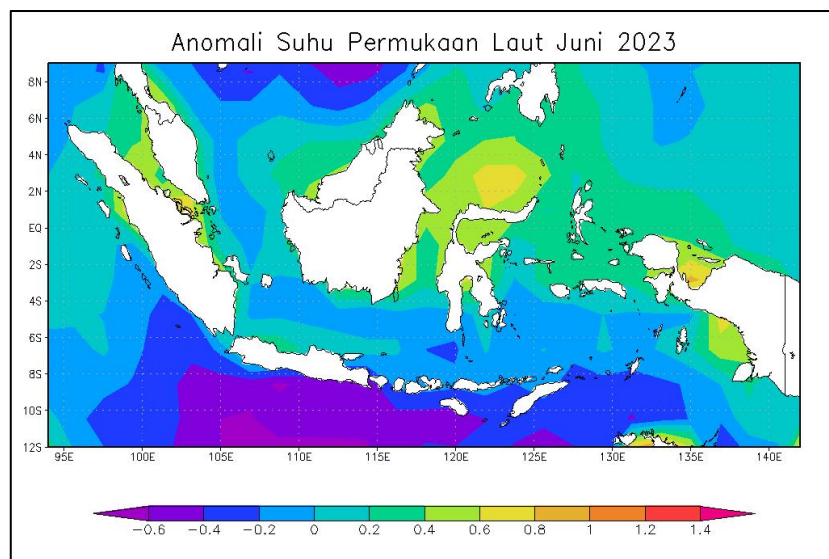 Anomali Suhu Permukaan Laut Juni 2023
8N
6N
4N
2N
EQ
2S
4S
6S
8S
10S
12S
95E 100E 105E 110E 115E 120E 125E 130E 135E 140E
-0.6 -0.4 -0.2 0 0.2 0.4 0.6 0.8 1 1.2 1.4